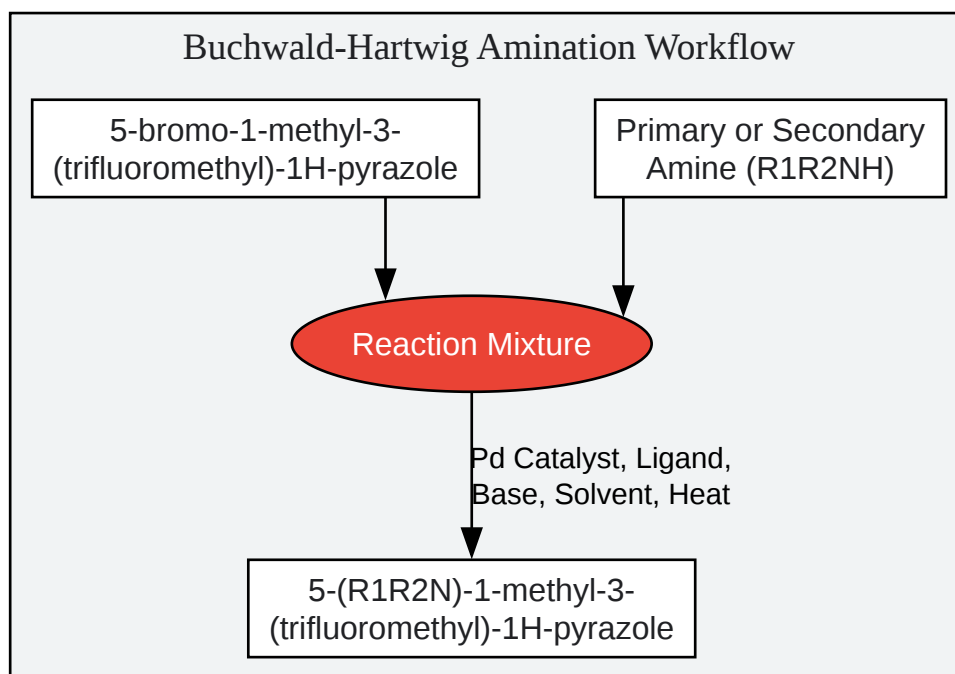 Buchwald-Hartwig Amination Workflow
5-bromo-1-methyl-3-
(trifluoromethyl)-1H-pyrazole
Primary or Secondary
Amine (R1R2NH)
Reaction Mixture
Pd Catalyst, Ligand,
Base, Solvent, Heat
5-(R1R2N)-1-methyl-3-
(trifluoromethyl)-1H-pyrazole